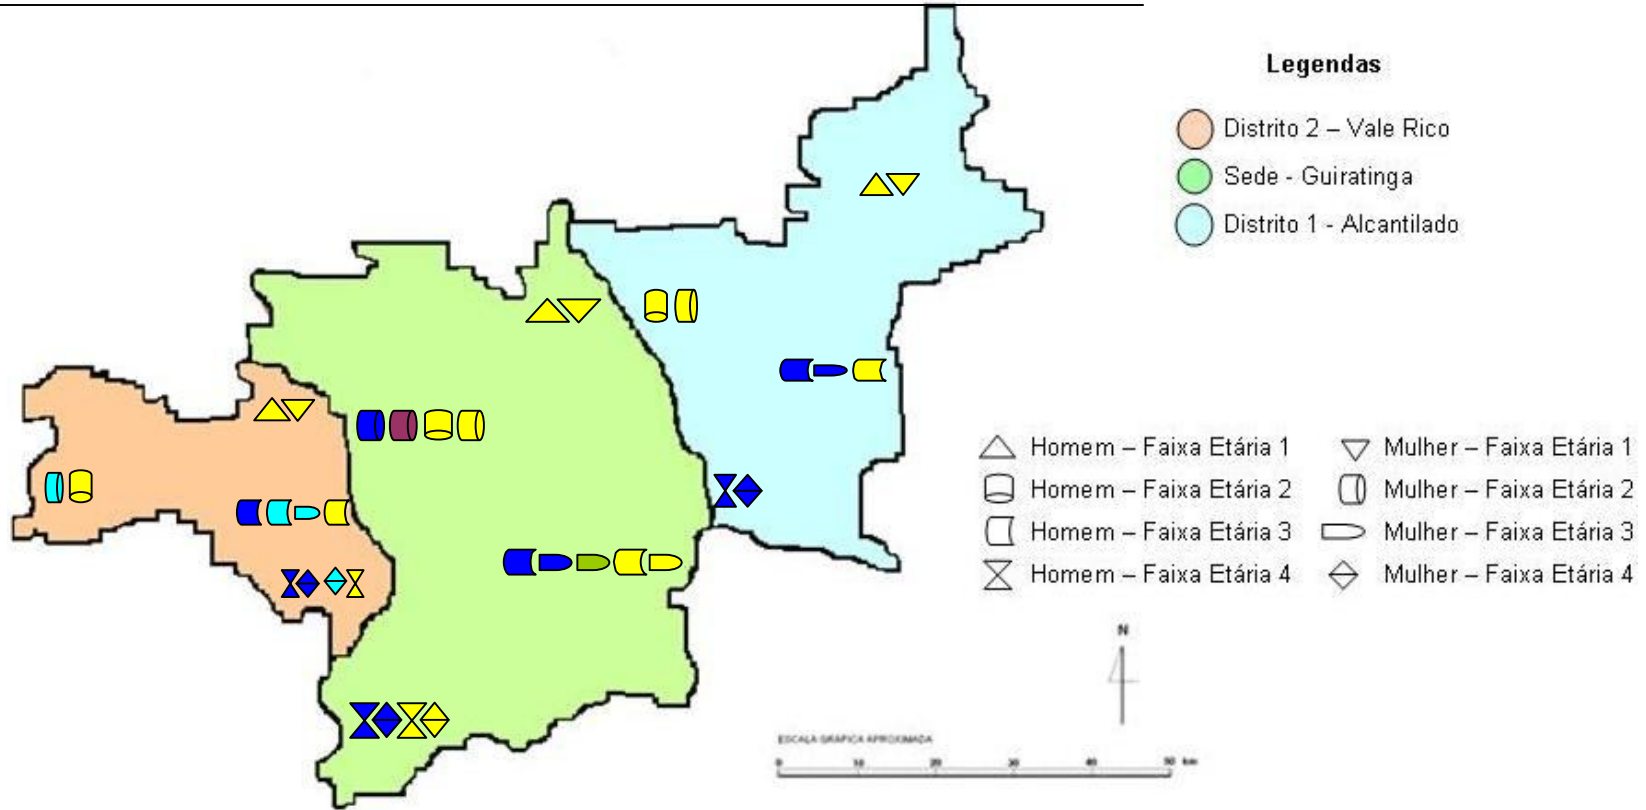 Legendas
Distrito 2 – Vale Rico
Sede - Guiratinga
Distrito 1 - Alcantilado
Homem – Faixa Etária 1
Mulher – Faixa Etária 1
Homem – Faixa Etária 2
Mulher – Faixa Etária 2
Homem – Faixa Etária 3
Mulher – Faixa Etária 3
Homem – Faixa Etária 4
Mulher – Faixa Etária 4
N
ESCALA GRÁFICA APROXIMADA
0 10 20 30 40 50 km